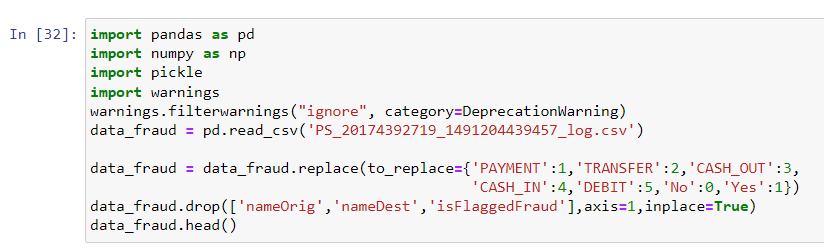 In [32]: import pandas as pd
import numpy as np
import pickle
import warnings
warnings.filterwarnings("ignore", category=DeprecationWarning)
data_fraud = pd.read_csv('PS_20174392719_1491204439457_log.csv')
data_fraud = data_fraud.replace(to_replace={'PAYMENT':1,'TRANSFER':2,'CASH_OUT':3,
'CASH_IN':4,'DEBIT':5,'No':0,'Yes':1})
data_fraud.drop(['nameOrig','nameDest','isFlaggedFraud'],axis=1,inplace=True)
data_fraud.head()